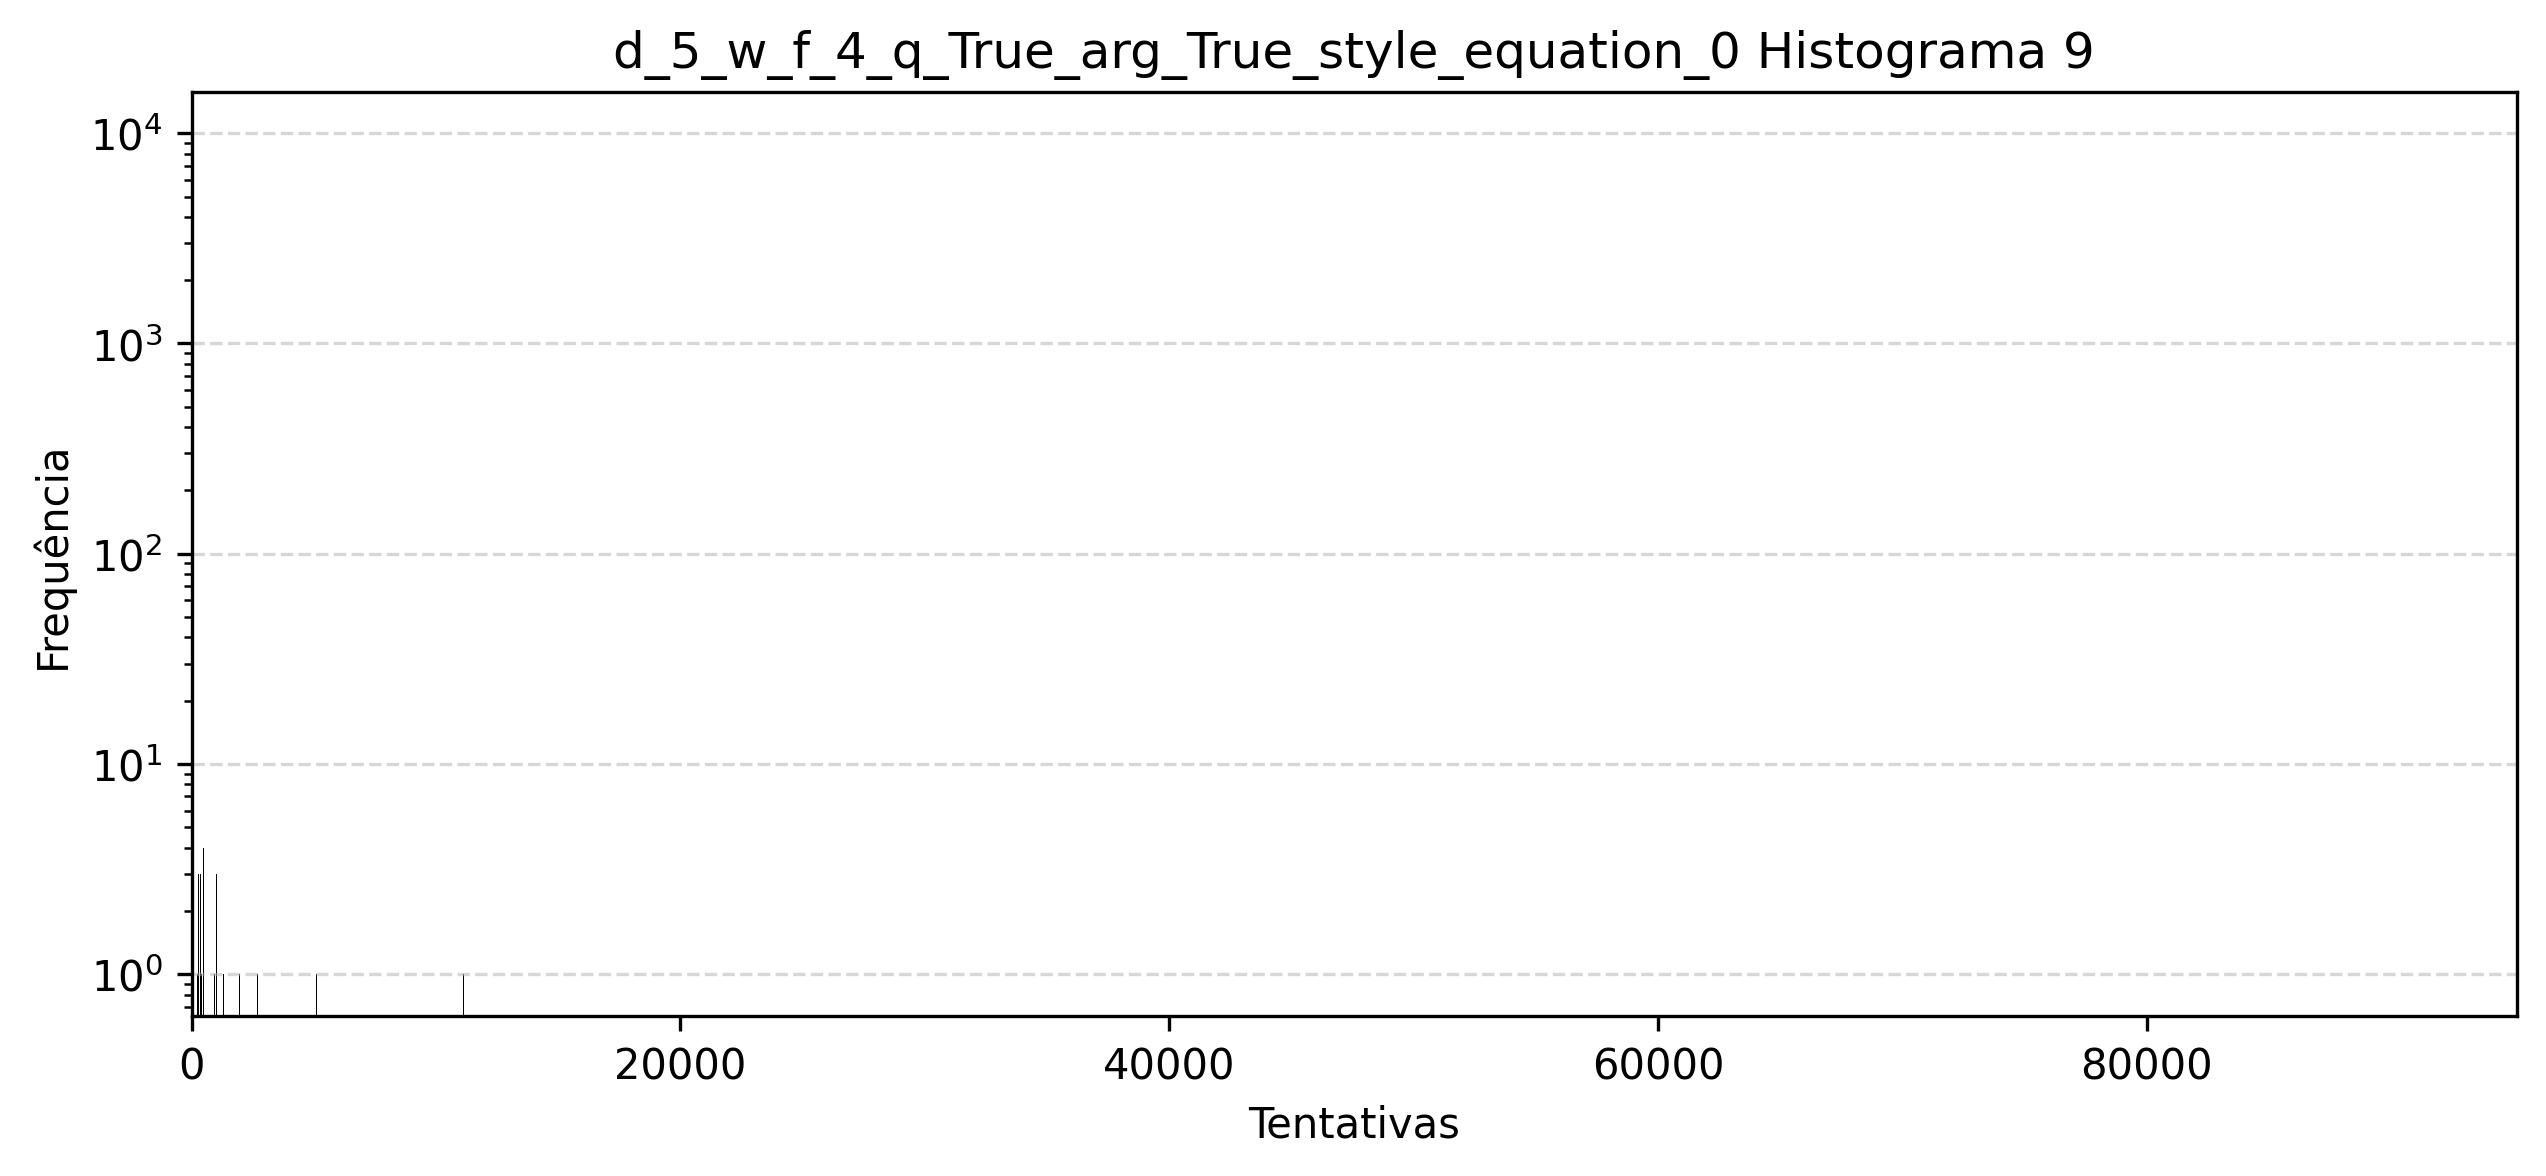 d_5_w_f_4_q_True_arg_True_style_equation_0 Histograma 9
Frequência
10⁴
10³
10²
10¹
10⁰
0 20000 40000 60000 80000
Tentativas